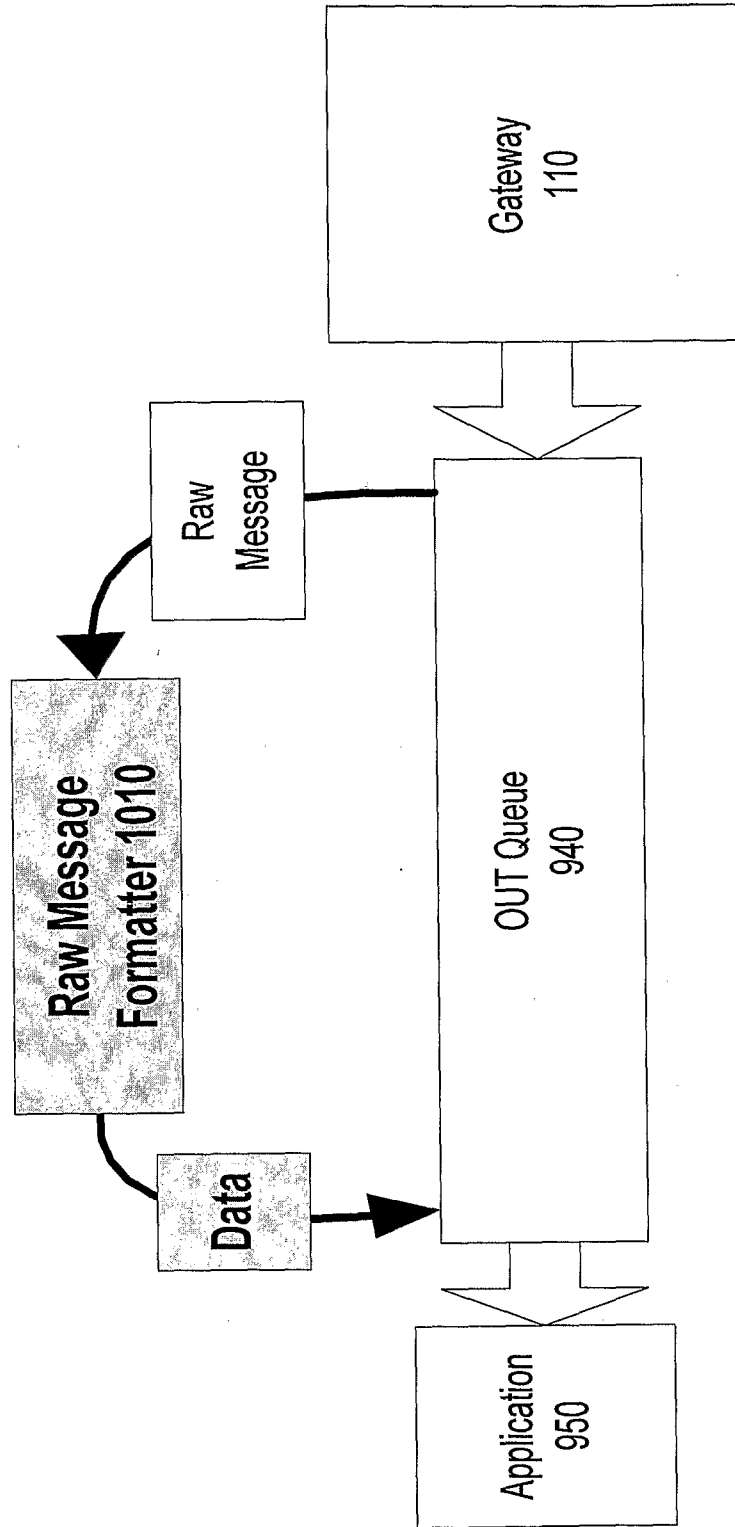 Raw Message
Formatter 1010
Data
Raw
Message
Application
950
OUT Queue
940
Gateway
110